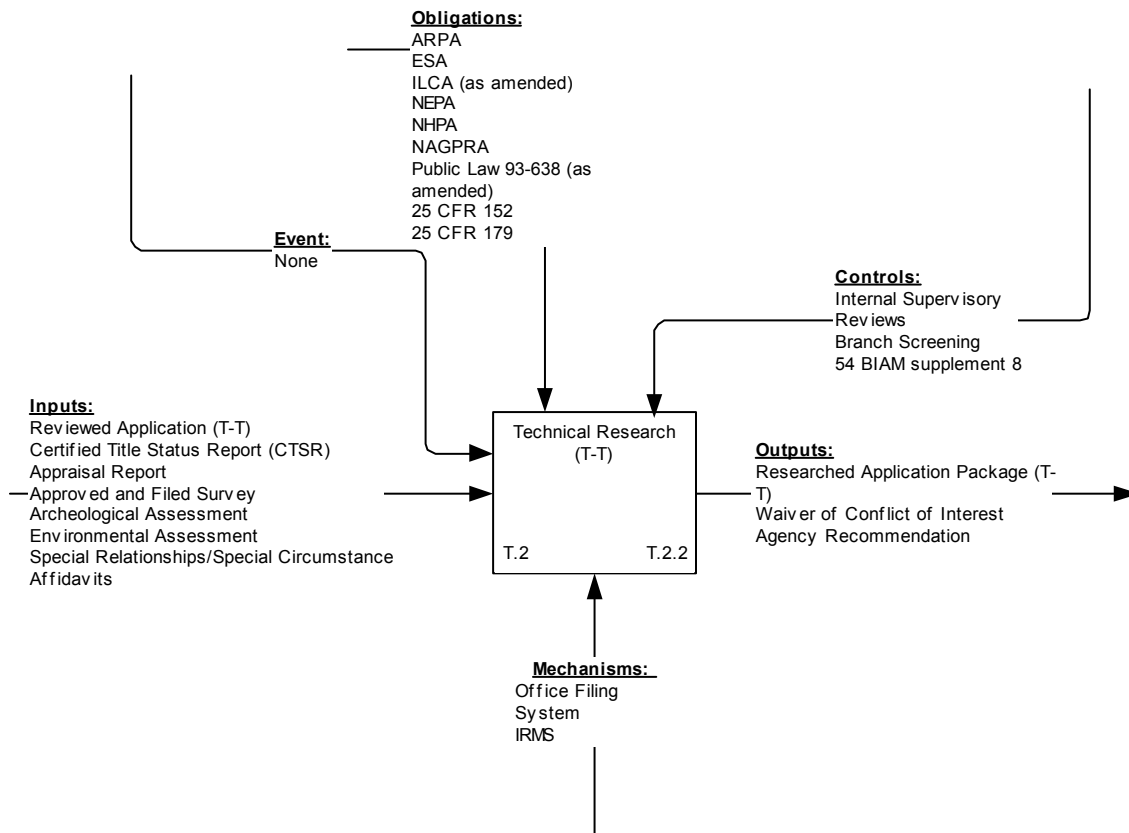 Obligations:
ARPA
ESA
ILCA (as amended)
NEPA
NHPA
NAGPRA
Public Law 93-638 (as
amended)
25 CFR 152
25 CFR 179
Event:
None
Controls:
Internal Supervisory
Reviews
Branch Screening
54 BIAM supplement 8
Inputs:
Reviewed Application (T-T)
Certified Title Status Report (CTSR)
Appraisal Report
Approved and Filed Survey
Archeological Assessment
Environmental Assessment
Special Relationships/Special Circumstance
Affidavits
Technical Research
(T-T)
T.2
T.2.2
Outputs:
Researched Application Package (T-
T)
Waiver of Conflict of Interest
Agency Recommendation
Mechanisms:
Office Filing
System
IRMS